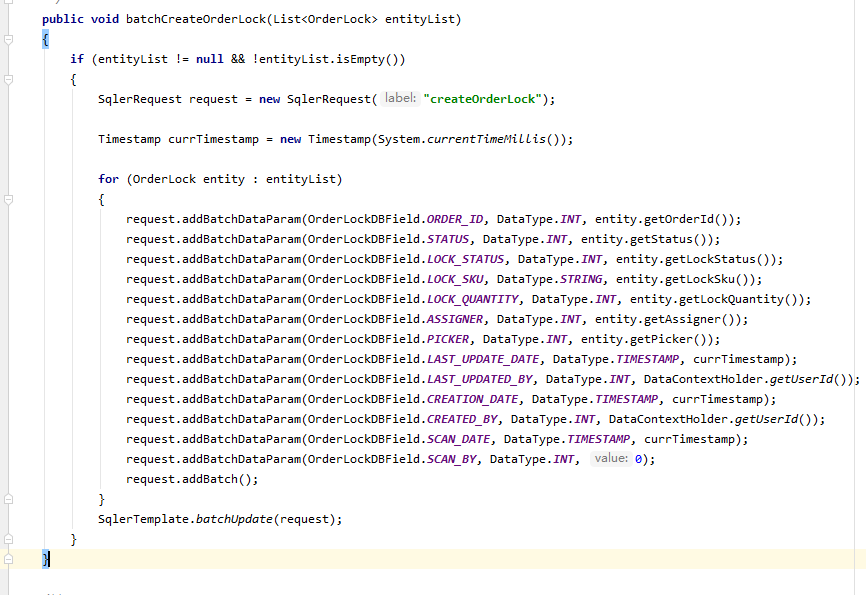 public void batchCreateOrderLock(List<OrderLock> entityList)
{
if (entityList != null && !entityList.isEmpty())
{
SqlerRequest request = new SqlerRequest( label: "createOrderLock");
Timestamp currTimestamp = new Timestamp(System.currentTimeMillis());
for (OrderLock entity : entityList)
{
request.addBatchDataParam(OrderLockDBField.ORDER_ID, DataType.INT, entity.getOrderId());
request.addBatchDataParam(OrderLockDBField.STATUS, DataType.INT, entity.getStatus());
request.addBatchDataParam(OrderLockDBField.LOCK_STATUS, DataType.INT, entity.getLockStatus());
request.addBatchDataParam(OrderLockDBField.LOCK_SKU, DataType.STRING, entity.getLockSku());
request.addBatchDataParam(OrderLockDBField.LOCK_QUANTITY, DataType.INT, entity.getLockQuantity());
request.addBatchDataParam(OrderLockDBField.ASSIGNER, DataType.INT, entity.getAssigner());
request.addBatchDataParam(OrderLockDBField.PICKER, DataType.INT, entity.getPicker());
request.addBatchDataParam(OrderLockDBField.LAST_UPDATE_DATE, DataType.TIMESTAMP, currTimestamp);
request.addBatchDataParam(OrderLockDBField.LAST_UPDATED_BY, DataType.INT, DataContextHolder.getUserId());
request.addBatchDataParam(OrderLockDBField.CREATION_DATE, DataType.TIMESTAMP, currTimestamp);
request.addBatchDataParam(OrderLockDBField.CREATED_BY, DataType.INT, DataContextHolder.getUserId());
request.addBatchDataParam(OrderLockDBField.SCAN_DATE, DataType.TIMESTAMP, currTimestamp);
request.addBatchDataParam(OrderLockDBField.SCAN_BY, DataType.INT, value: 0);
request.addBatch();
}
SqlerTemplate.batchUpdate(request);
}
}